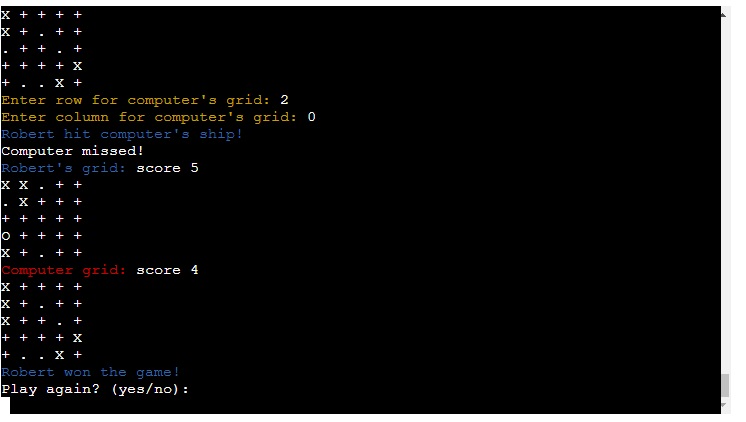 X + + + +
X + . + +
. + + . +
+ + + + X
+ . . X +
Enter row for computer's grid: 2
Enter column for computer's grid: 0
Robert hit computer's ship!
Computer missed!
Robert's grid: score 5
X X . + +
. X + + +
+ + + + +
O + + + +
X + . + +
Computer grid: score 4
X + + + +
X + . + +
X + + . +
+ + + + X
+ . . X +
Robert won the game!
Play again? (yes/no):